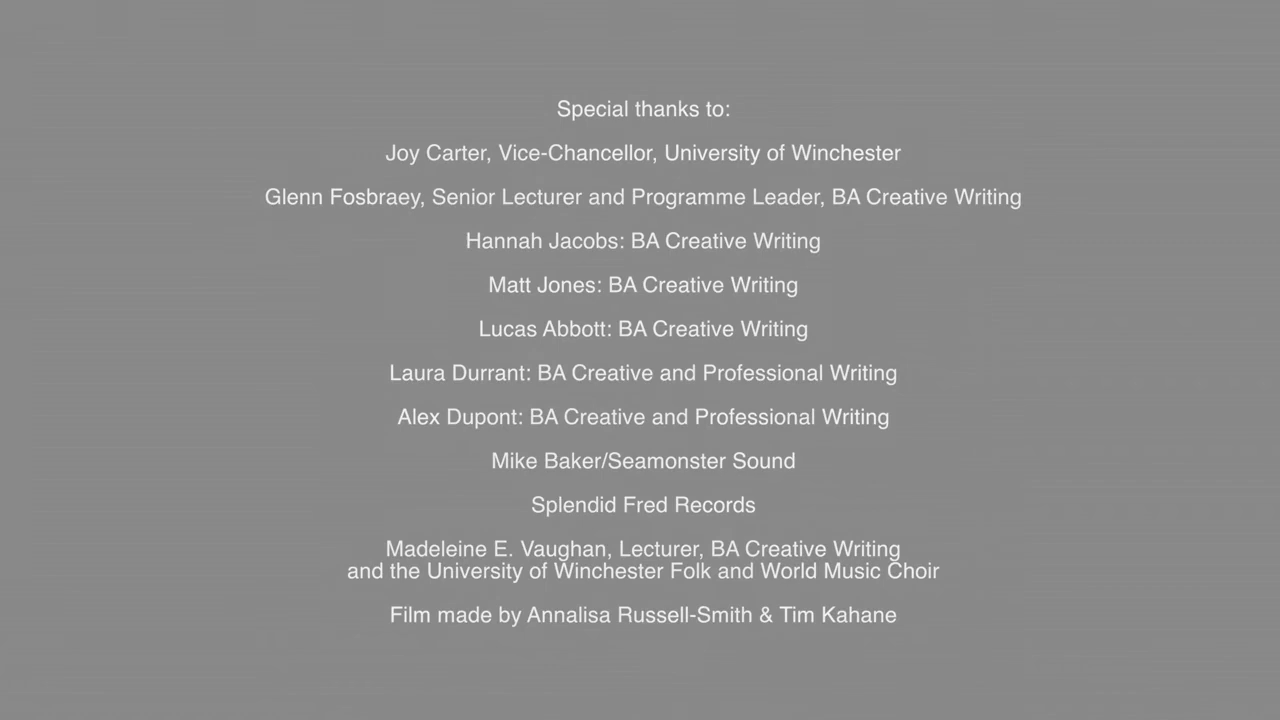 Special thanks to:
Joy Carter, Vice-Chancellor, University of Winchester
Glenn Fosbraey, Senior Lecturer and Programme Leader, BA Creative Writing
Hannah Jacobs: BA Creative Writing
Matt Jones: BA Creative Writing
Lucas Abbott: BA Creative Writing
Laura Durrant: BA Creative and Professional Writing
Alex Dupont: BA Creative and Professional Writing
Mike Baker/Seamonster Sound
Splendid Fred Records
Madeleine E. Vaughan, Lecturer, BA Creative Writing
and the University of Winchester Folk and World Music Choir
Film made by Annalisa Russell-Smith & Tim Kahane